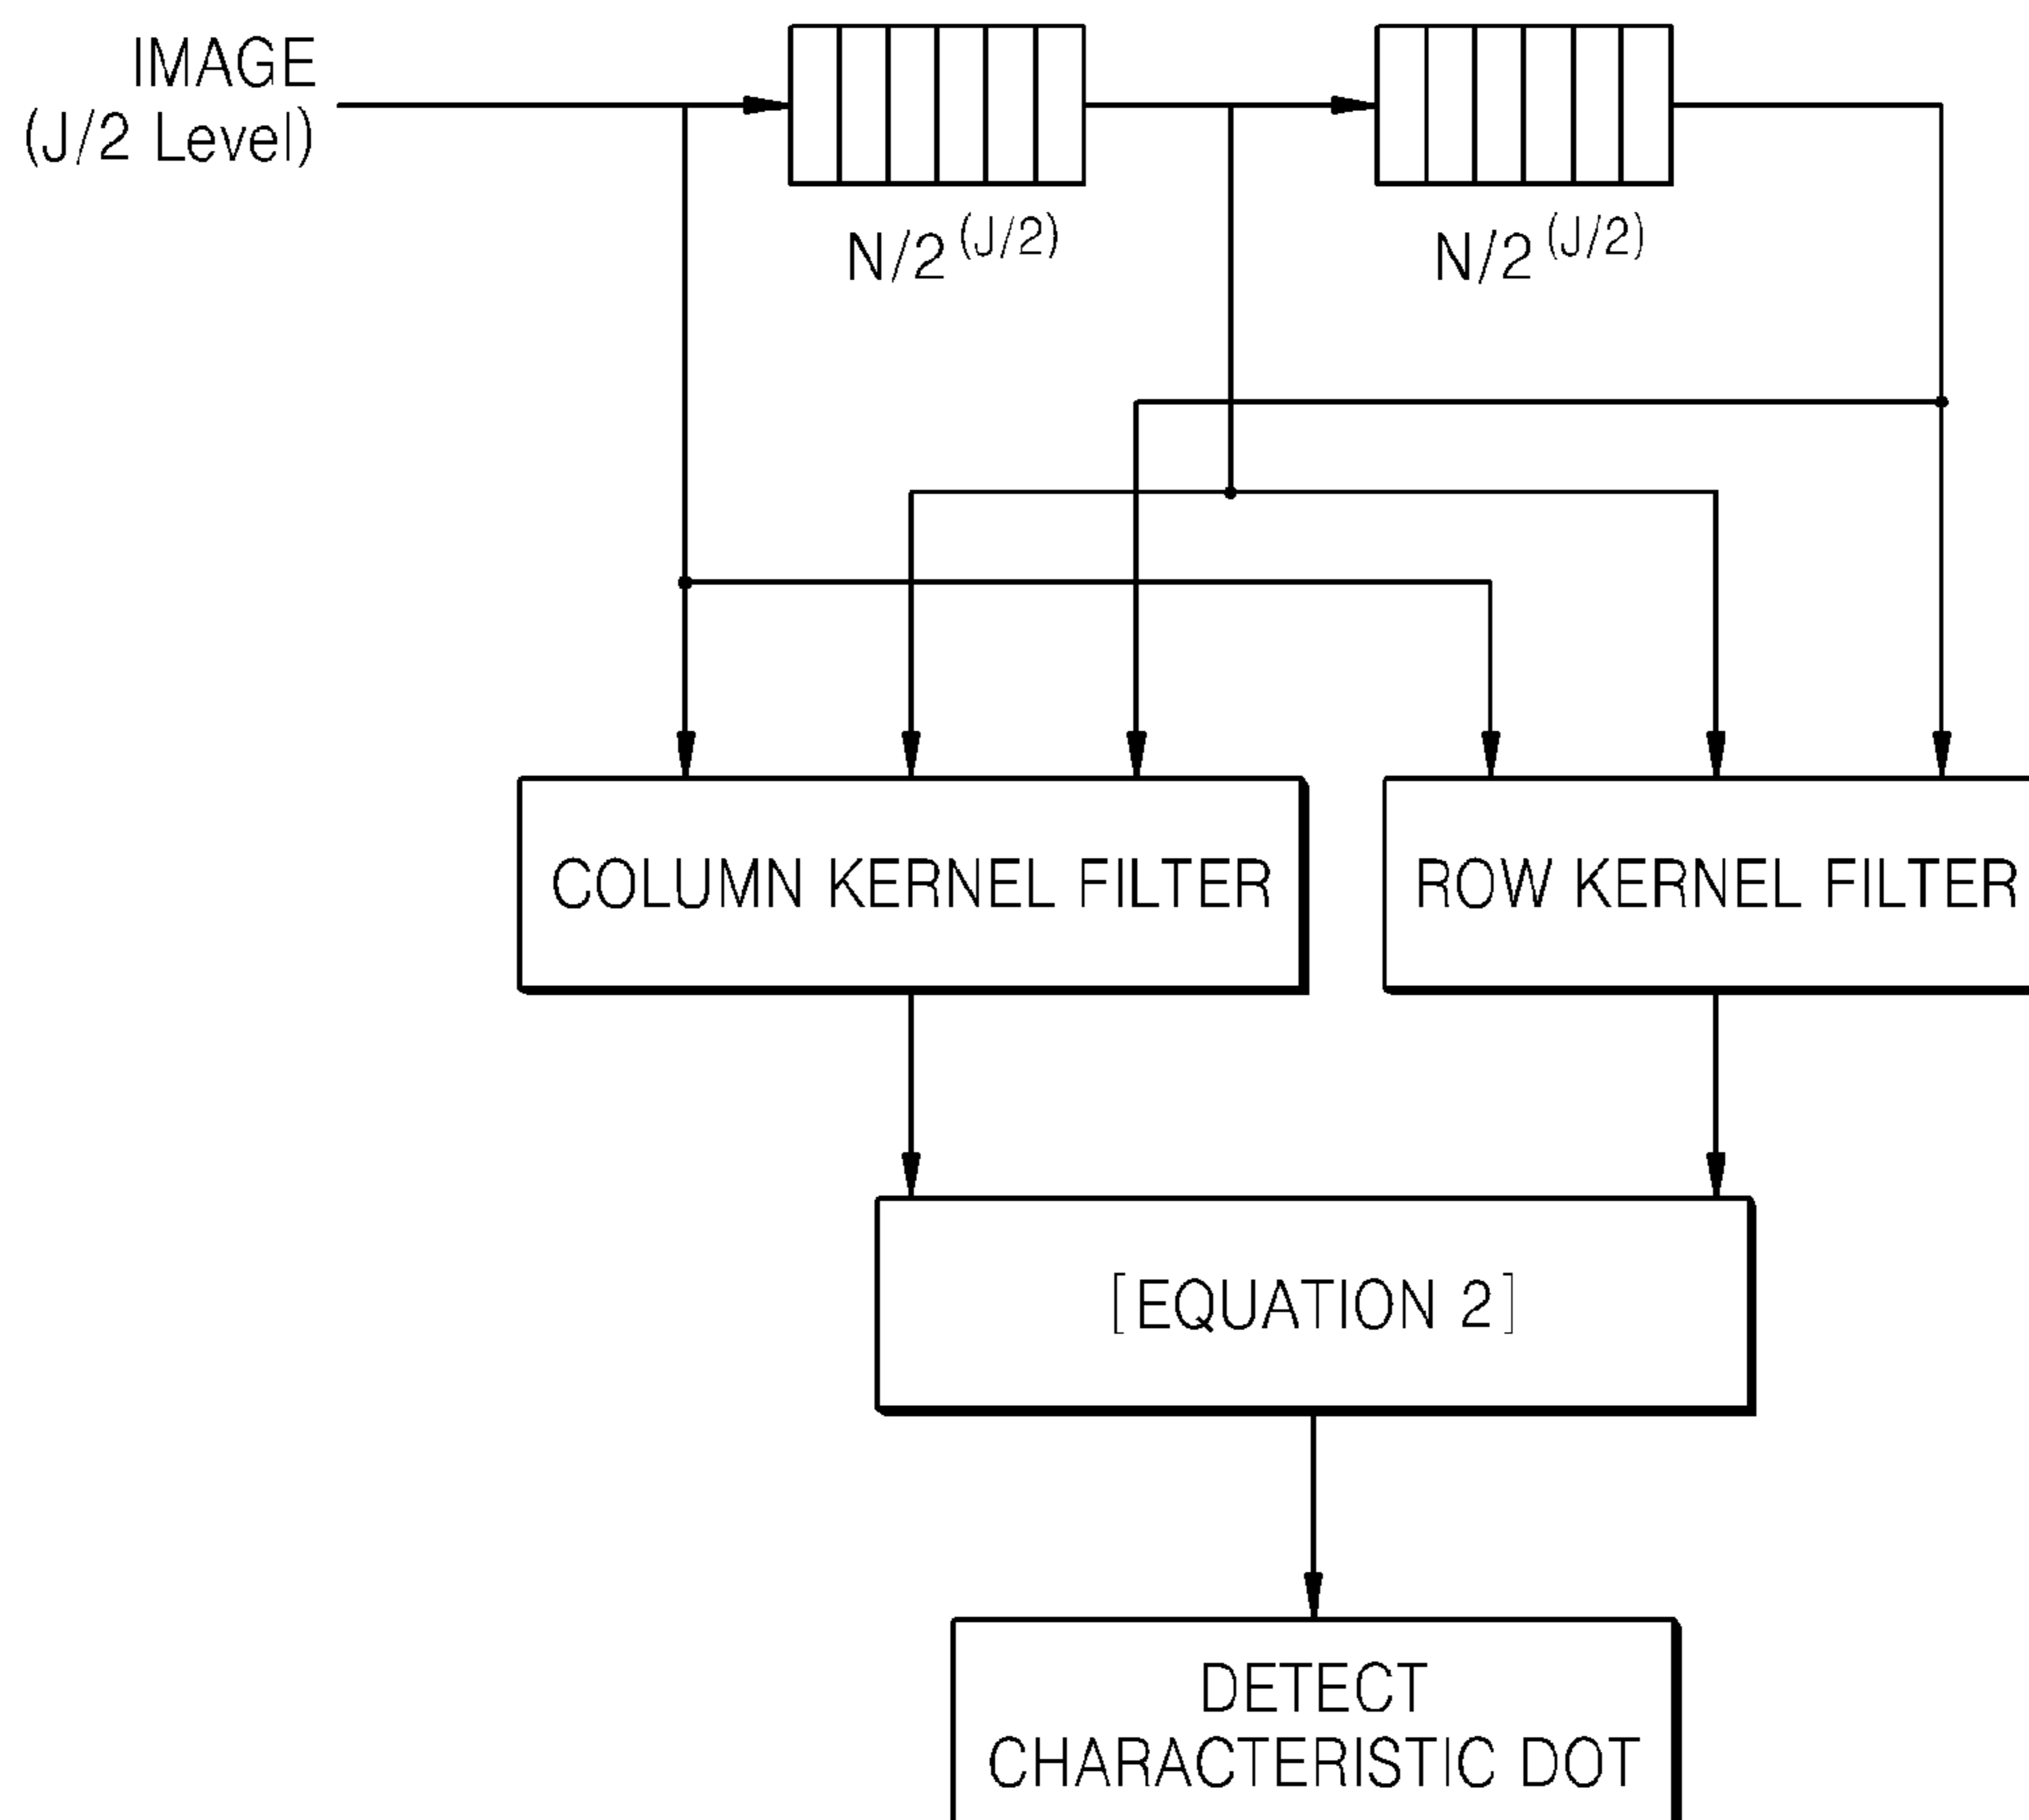 IMAGE
(J/2 Level)
N/2^(J/2)
N/2^(J/2)
COLUMN KERNEL FILTER
ROW KERNEL FILTER
[EQUATION 2]
DETECT
CHARACTERISTIC DOT